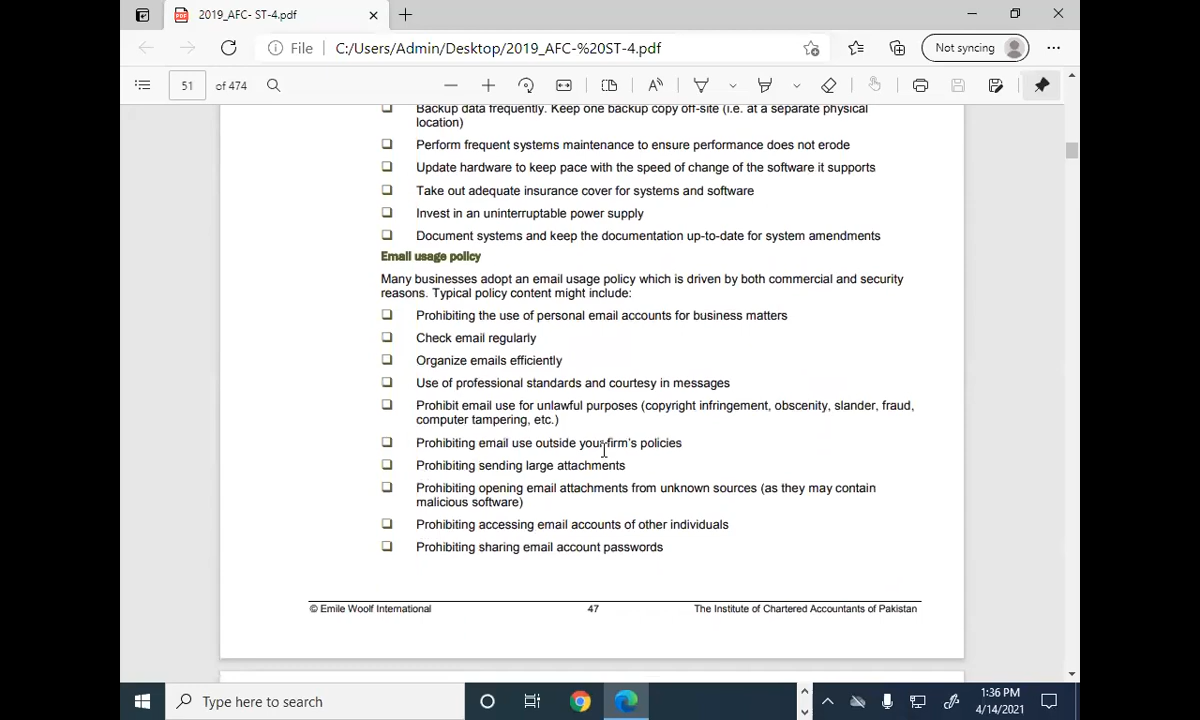 2019_AFC- ST-4.pdf
File
C:/Users/Admin/Desktop/2019_AFC-%20ST-4.pdf
Not syncing
51 of 474
Backup data frequently. Keep one backup copy off-site (i.e. at a separate physical
location)
Perform frequent systems maintenance to ensure performance does not erode
Update hardware to keep pace with the speed of change of the software it supports
Take out adequate insurance cover for systems and software
Invest in an uninterruptable power supply
Document systems and keep the documentation up-to-date for system amendments
Email usage policy
Many businesses adopt an email usage policy which is driven by both commercial and security
reasons. Typical policy content might include:
Prohibiting the use of personal email accounts for business matters
Check email regularly
Organize emails efficiently
Use of professional standards and courtesy in messages
Prohibit email use for unlawful purposes (copyright infringement, obscenity, slander, fraud,
computer tampering, etc.)
Prohibiting email use outside your firm's policies
Prohibiting sending large attachments
Prohibiting opening email attachments from unknown sources (as they may contain
malicious software)
Prohibiting accessing email accounts of other individuals
Prohibiting sharing email account passwords
© Emile Woolf International
47
The Institute of Chartered Accountants of Pakistan
Type here to search
1:36 PM
4/14/2021